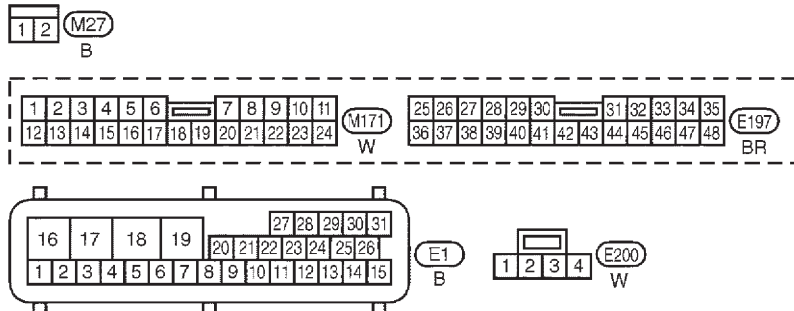 1 2 M27
B
1 2 3 4 5 6 7 8 9 10 11 M171 25 26 27 28 29 30 31 32 33 34 35 E197
12 13 14 15 16 17 18 19 20 21 22 23 24 36 37 38 39 40 41 42 43 44 45 46 47 48
W BR
27 28 29 30 31
16 17 18 19 20 21 22 23 24 25 26 E1 E200
1 2 3 4 5 6 7 8 9 10 11 12 13 14 15 1 2 3 4
B W